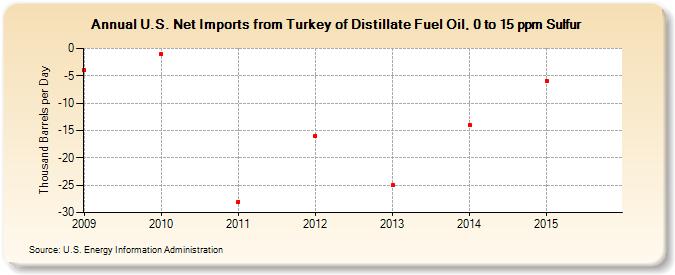 Annual U.S. Net Imports from Turkey of Distillate Fuel Oil, 0 to 15 ppm Sulfur
Thousand Barrels per Day
0
-5
-10
-15
-20
-25
-30
2009 2010 2011 2012 2013 2014 2015
Source: U.S. Energy Information Administration